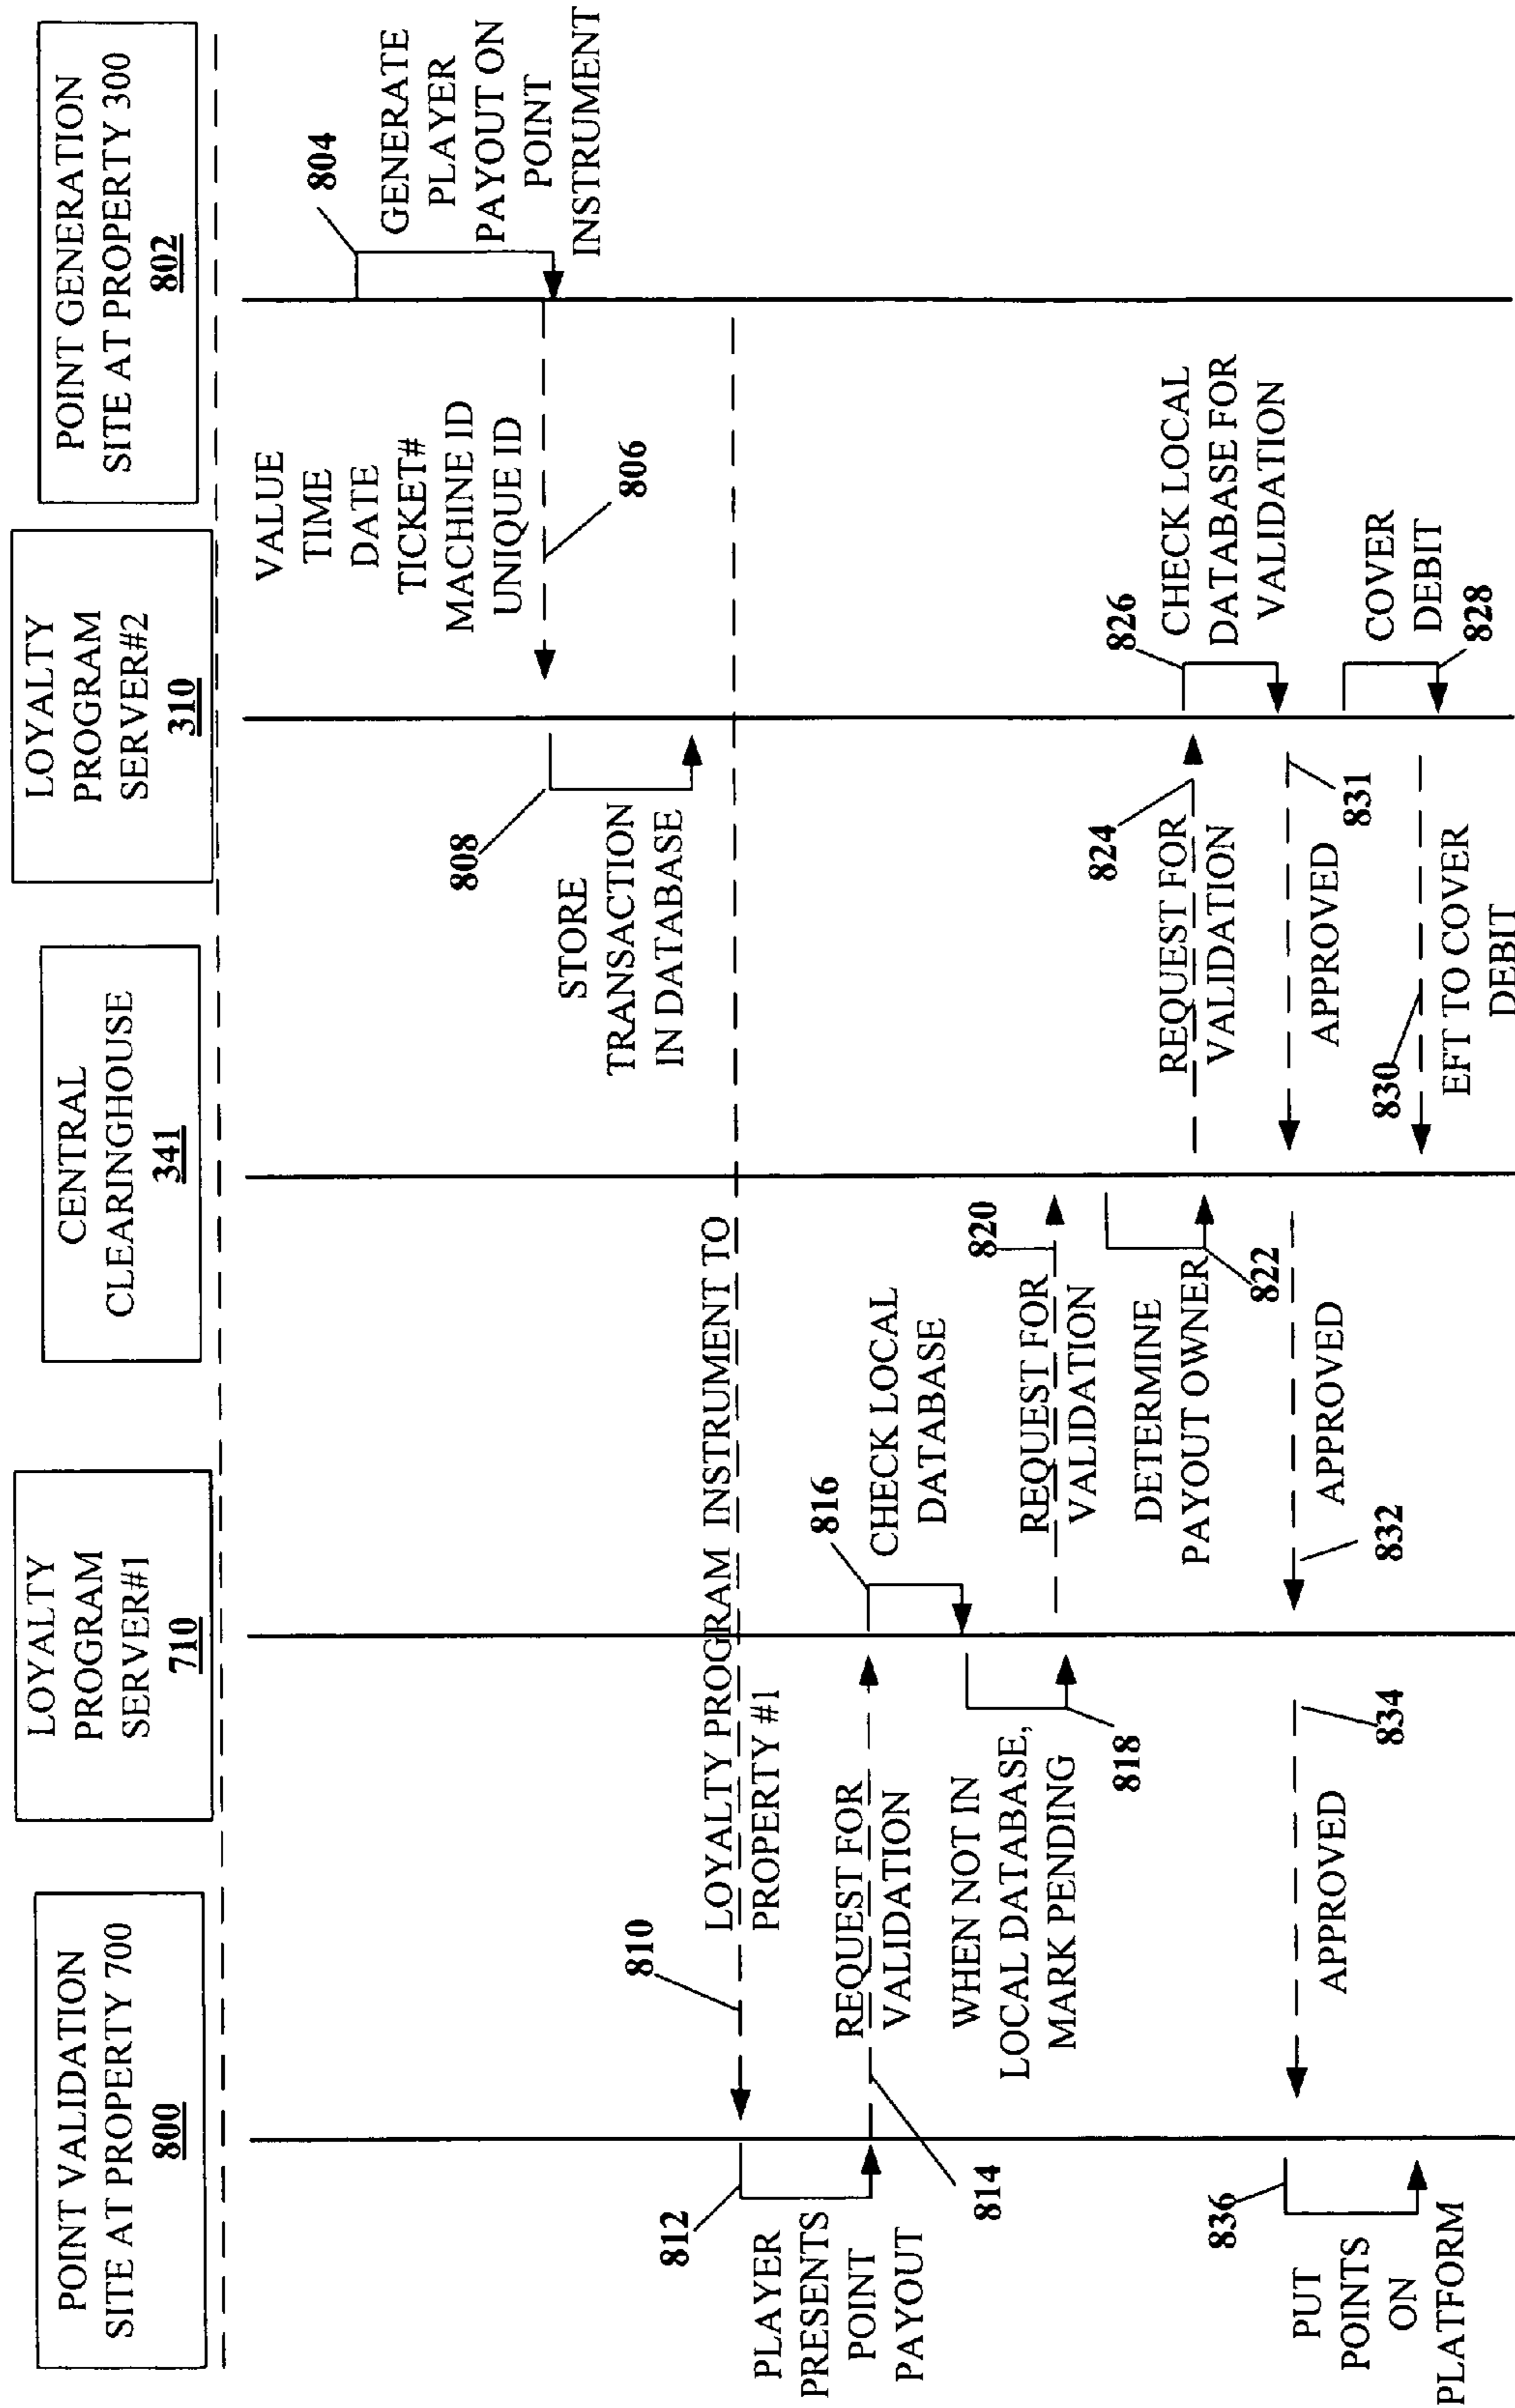 POINT VALIDATION
SITE AT PROPERTY 700
800
LOYALTY
PROGRAM
SERVER#1
710
CENTRAL
CLEARINGHOUSE
341
LOYALTY
PROGRAM
SERVER#2
310
POINT GENERATION
SITE AT PROPERTY 300
802
804
GENERATE
PLAYER
PAYOUT ON
POINT
INSTRUMENT
VALUE
TIME
DATE
TICKET#
MACHINE ID
UNIQUE ID
806
808
STORE
TRANSACTION
IN DATABASE
810
LOYALTY PROGRAM INSTRUMENT TO
PROPERTY #1
812
PLAYER
PRESENTS
POINT
PAYOUT
814
REQUEST FOR
VALIDATION
816
CHECK LOCAL
DATABASE
WHEN NOT IN
LOCAL DATABASE,
MARK PENDING
818
820
REQUEST FOR
VALIDATION
DETERMINE
PAYOUT OWNER
822
824
REQUEST FOR
VALIDATION
826
CHECK LOCAL
DATABASE FOR
VALIDATION
COVER
DEBIT
828
831
APPROVED
830
EFT TO COVER
DEBIT
APPROVED
832
834
APPROVED
836
PUT
POINTS
ON
PLATFORM